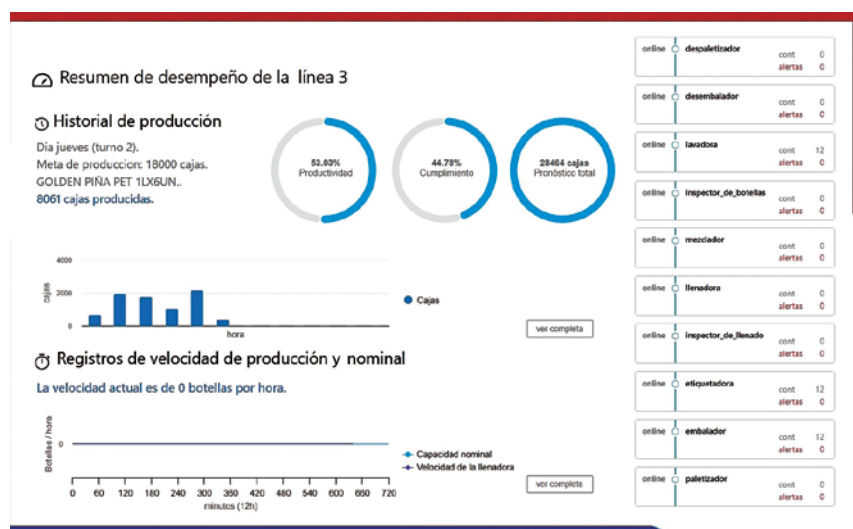 Resumen de desempeño de la línea 3
Historial de producción
Dia jueves (turno 2).
Meta de produccion: 18000 cajas.
GOLDEN PIÑA PET 1LX6UN..
8061 cajas producidas.
53.03%
Productividad
44.78%
Cumplimiento
28464 cajas
Pronóstico total
4000
2000
0
cajas
hora
Cajas
ver completa
Registros de velocidad de producción y nominal
La velocidad actual es de 0 botellas por hora.
Botellas / hora
0
0 60 120 180 240 300 360 420 480 540 600 660 720
minutos (12h)
Capacidad nominal
Velocidad de la llenadora
ver completa
online despaletizador
cont 0
alertas 0
online desembalador
cont 0
alertas 0
online lavadora
cont 12
alertas 0
online inspector_de_botellas
cont 0
alertas 0
online mezclador
cont 0
alertas 0
online llenadora
cont 0
alertas 0
online inspector_de_llenado
cont 0
alertas 0
online etiquetadora
cont 12
alertas 0
online embalador
cont 12
alertas 0
online paletizador
cont 0
alertas 0